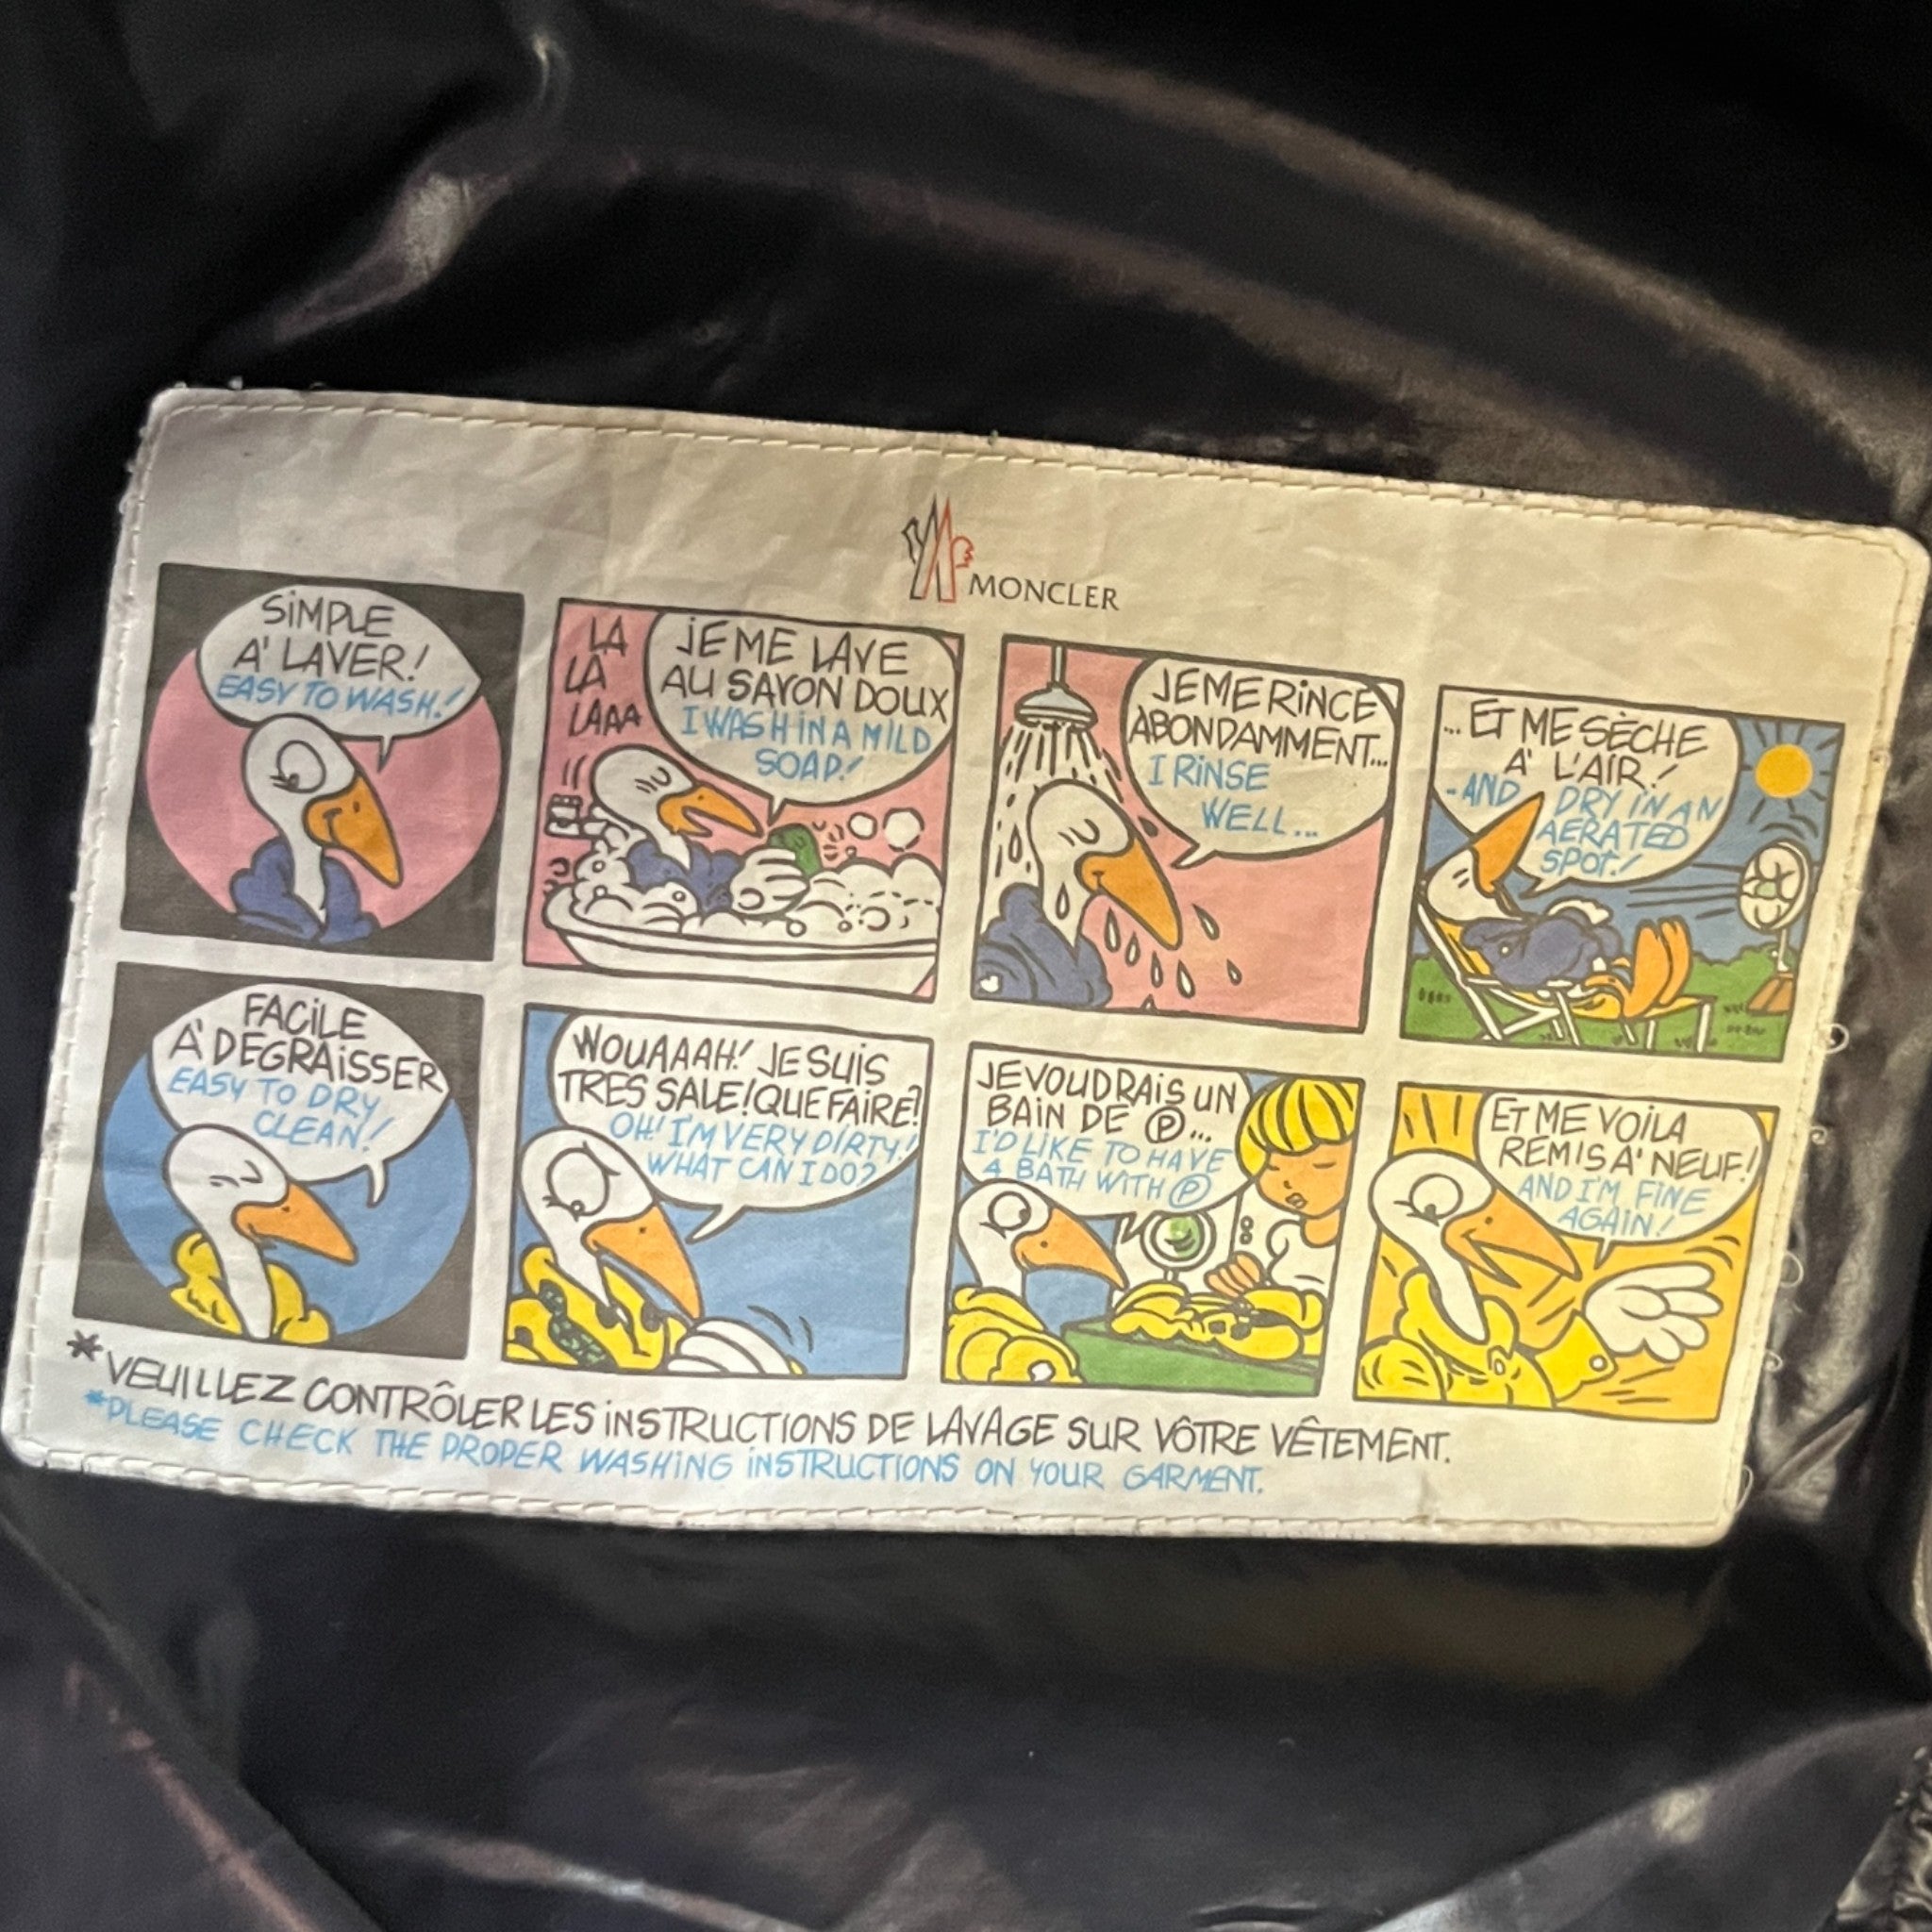 MONCLER
SiMPLE
A' LAVER!
EASY TO WASH!
LA
LA
LAAA
JE ME LAVE
AU SAVON DOUX
I WASH IN A MILD
SOAP!
JE ME RiNCE
ABONDAMMENT...
I RiNSE
WELL...
...ET ME SÈCHE
A' L'AIR!
-AND DRY IN AN
AERATED
SPOT!
FACiLE
A' DEGRAiSSER
EASY TO DRY
CLEAN!
WOUAAAH! JE SUiS
TRES SALE! QUE FAIRE?
OH! I'M VERY DIRTY!
WHAT CAN I DO?
JE VOUDRAiS UN
BAIN DE Ⓟ...
I'D LIKE TO HAVE
A BATH WITH Ⓟ
ET ME VOiLA
REMIS A' NEUF!
AND I'M FINE
AGAIN!
*VEUILLEZ CONTRÔLER LES iNSTRUCTIONS DE LAVAGE SUR VÔTRE VÊTEMENT.
*PLEASE CHECK THE PROPER WASHiNG iNSTRUCTIONS ON YOUR GARMENT.